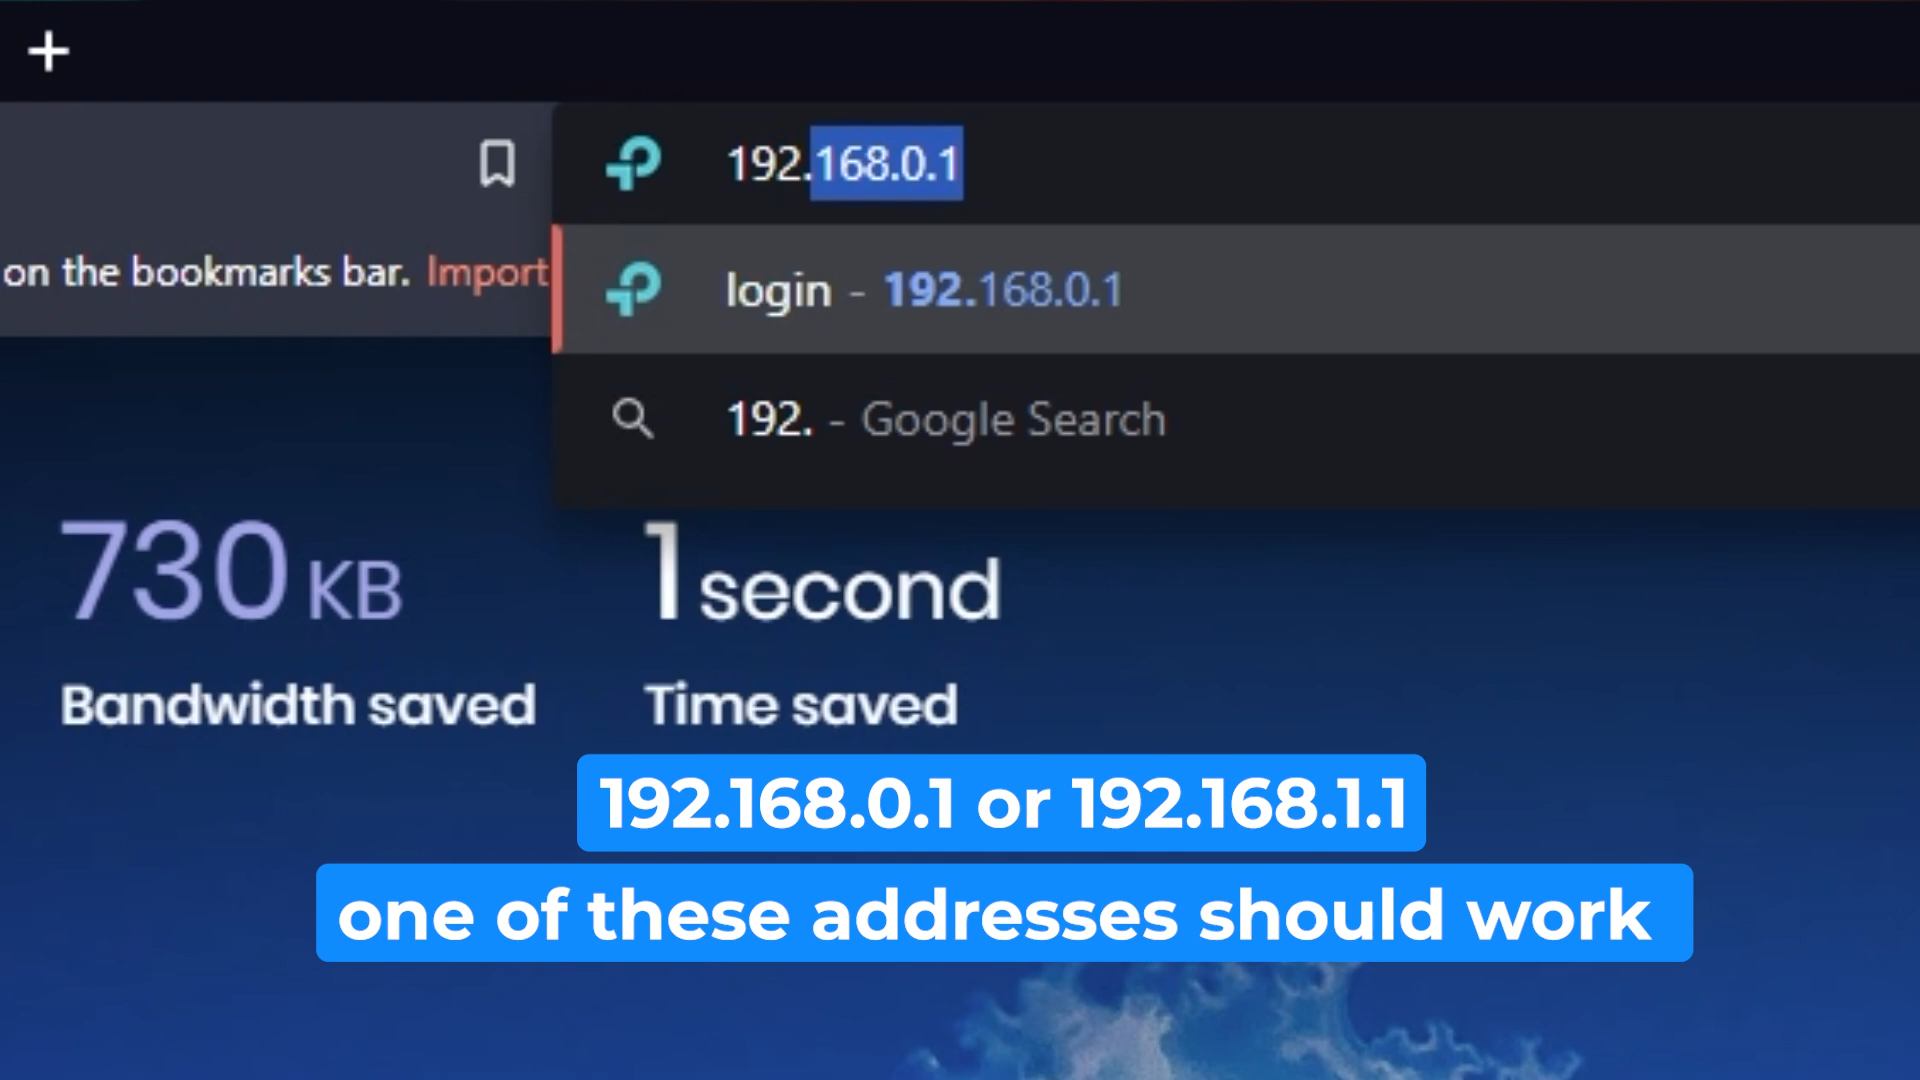 192.168.0.1
on the bookmarks bar. Import
login - 192.168.0.1
192. - Google Search
730 KB
Bandwidth saved
1 second
Time saved
192.168.0.1 or 192.168.1.1
one of these addresses should work